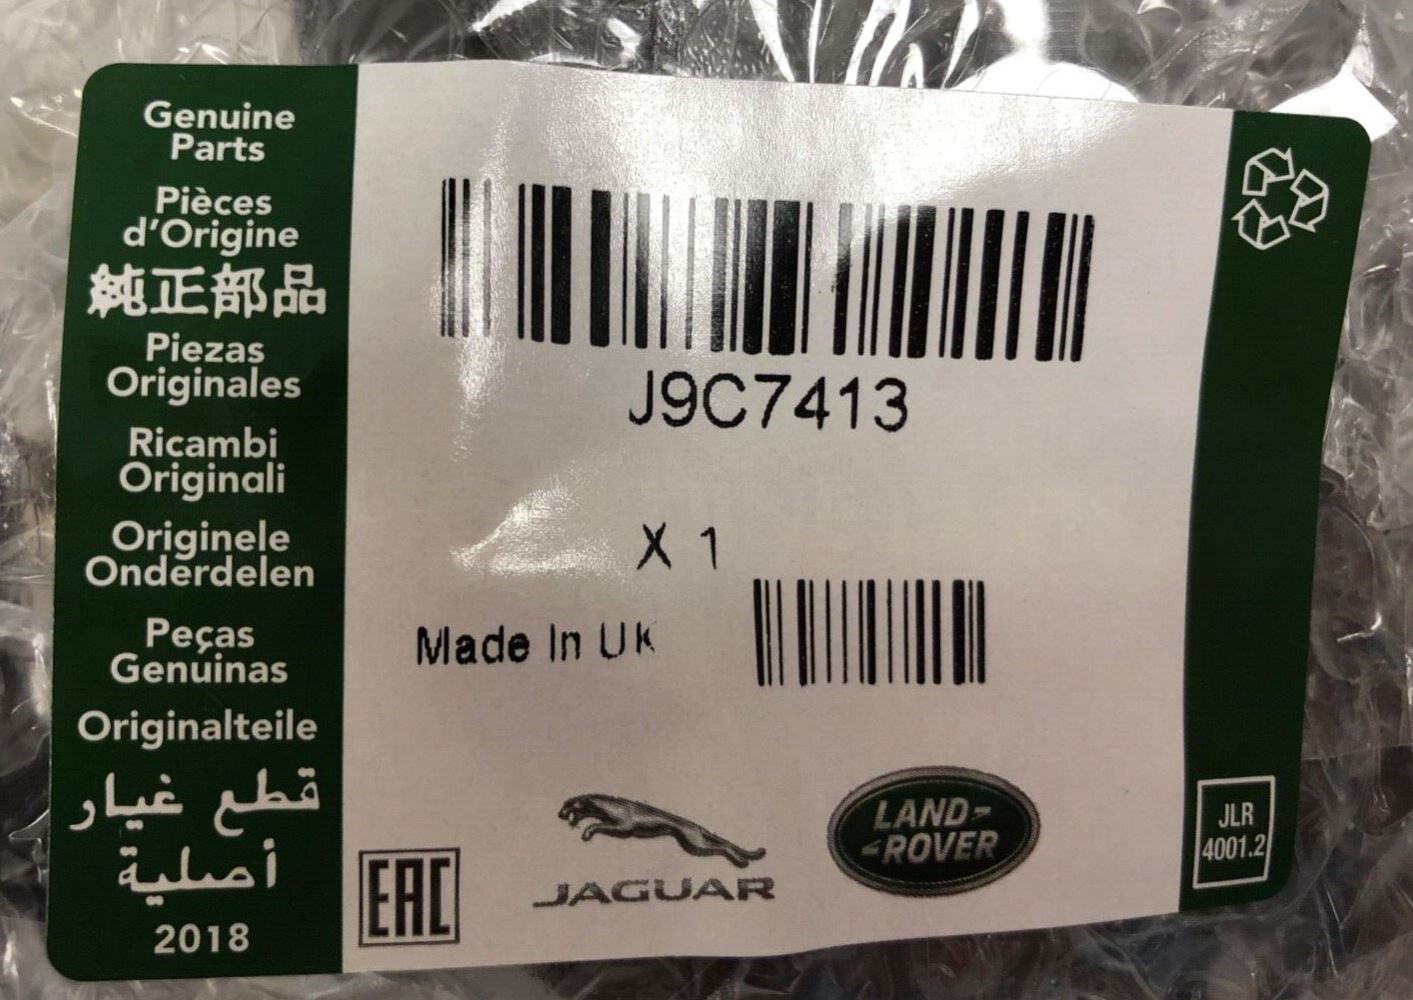 Genuine
Parts
Pièces
d'Origine
純正部品
Piezas
Originales
Ricambi
Originali
Originele
Onderdelen
Peças
Genuinas
Originalteile
قطع غيار
أصلية
2018
J9C7413
X 1
Made In UK
EAC
JAGUAR
LAND-
-ROVER
JLR
4001.2